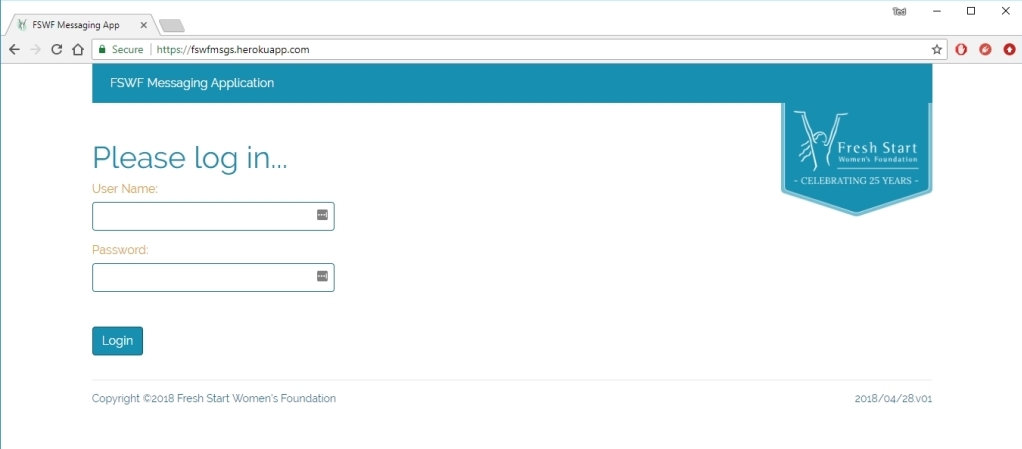 Ted
FSWF Messaging App
Secure
https://fswfmsgs.herokuapp.com
FSWF Messaging Application
Fresh Start
Women's Foundation
- CELEBRATING 25 YEARS -
Please log in...
User Name:
Password:
Login
Copyright ©2018 Fresh Start Women's Foundation
2018/04/28.v01